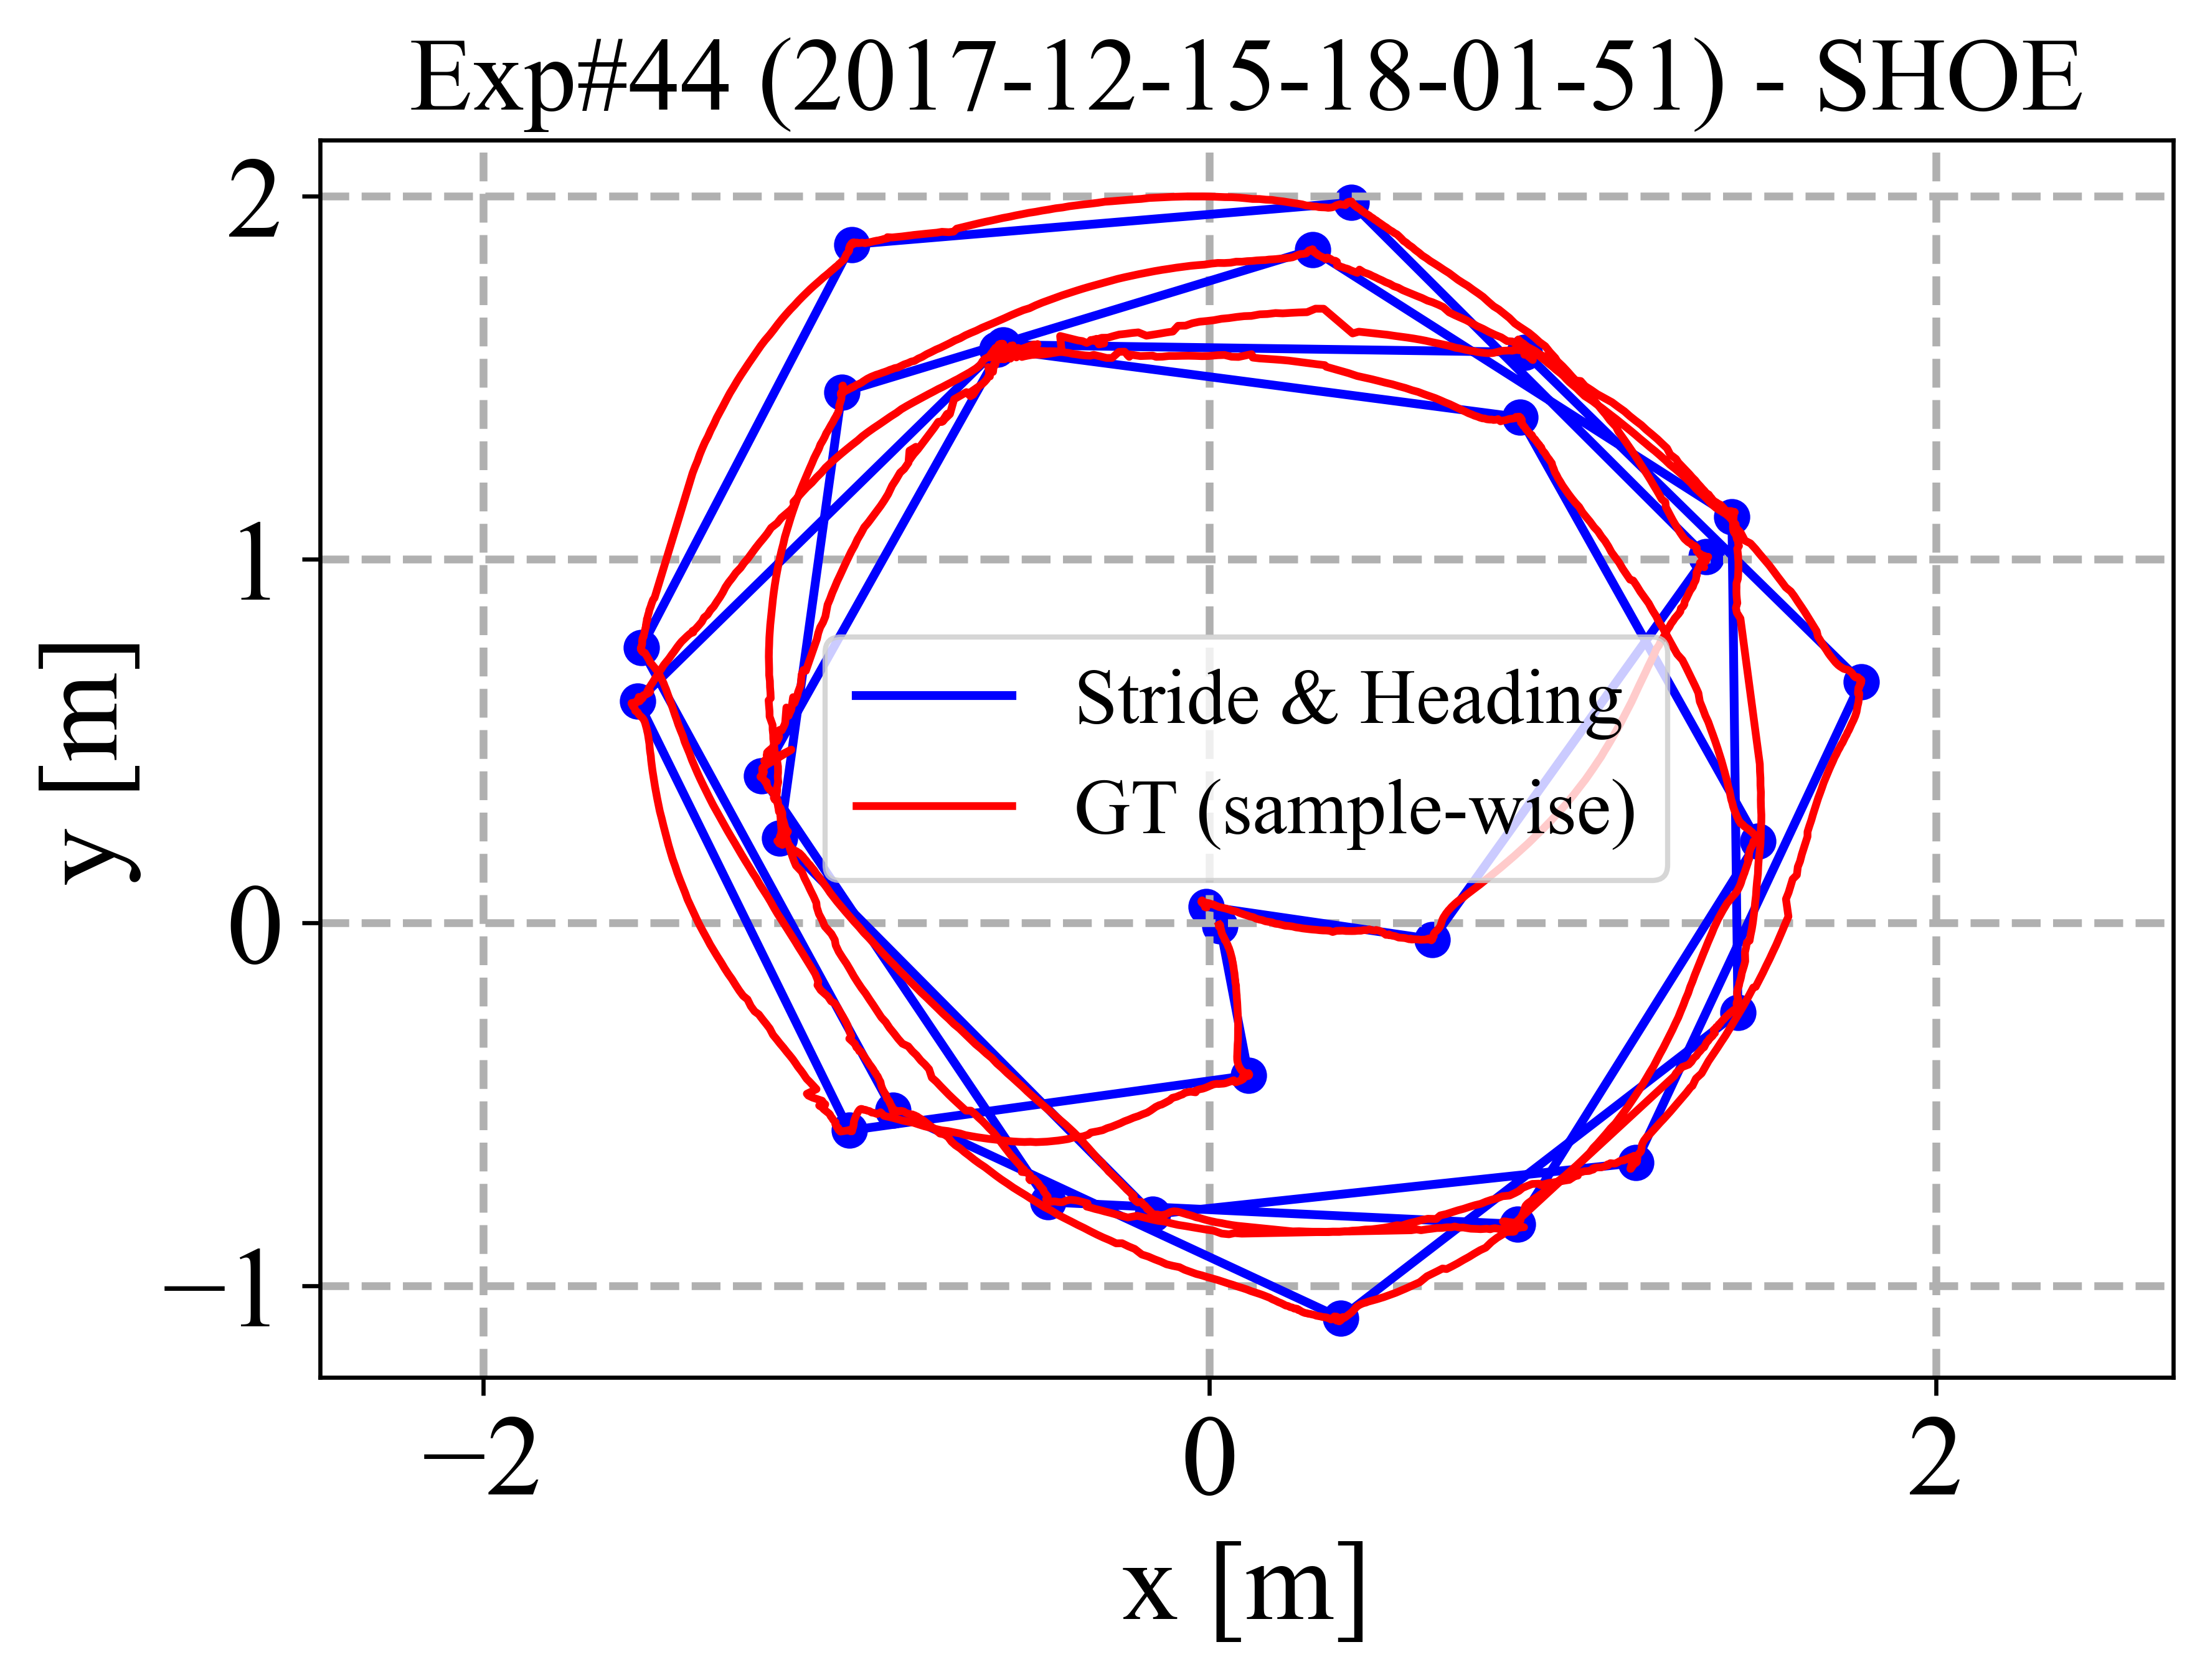 Exp#44 (2017-12-15-18-01-51) - SHOE
2
1
0
−1
y [m]
Stride & Heading
GT (sample-wise)
−2
0
2
x [m]